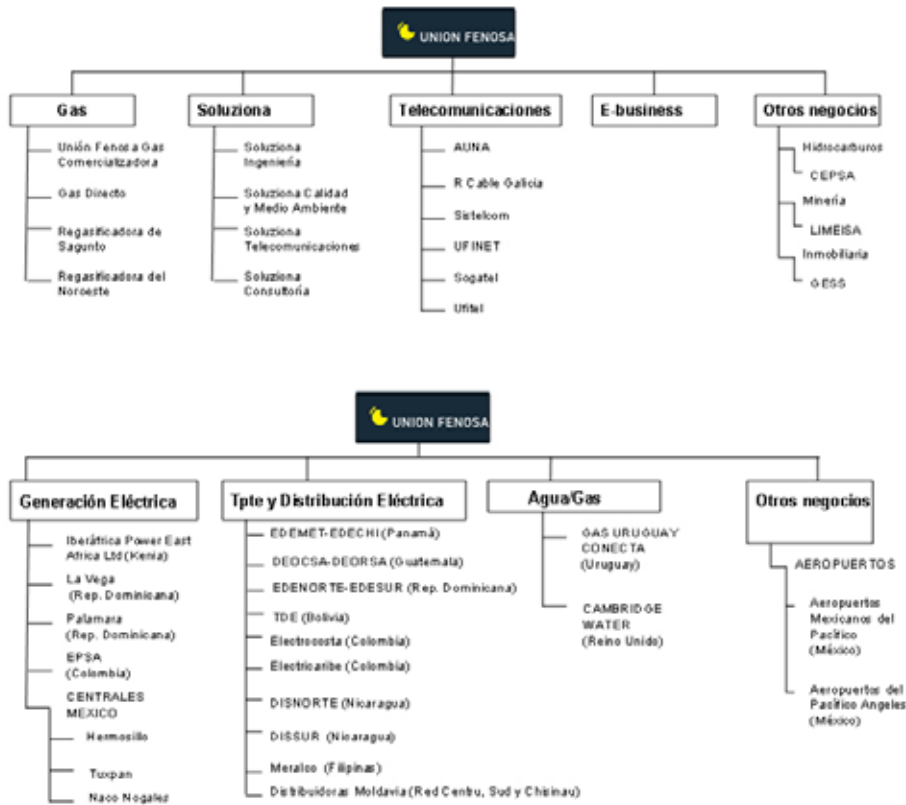 UNION FENOSA
Gas
Unión Fenosa Gas
Comercializadora
Gas Directo
Regasificadora de
Sagunto
Regasificadora del
Noroeste
Soluziona
Soluziona
Ingeniería
Soluziona Calidad
y Medio Ambiente
Soluziona
Telecomunicaciones
Soluziona
Consultoría
Telecomunicaciones
AUNA
R Cable Galicia
Sistelcom
UFINET
Sogatel
Ufitel
E-business
Otros negocios
Hidrocarburos
CEPSA
Minería
LIMEISA
Inmobiliaria
GESS
UNION FENOSA
Generación Eléctrica
Iberáfrica Power East
Africa Ltd (Kenia)
La Vega
(Rep. Dominicana)
Palamara
(Rep. Dominicana)
EPSA
(Colombia)
CENTRALES
MEXICO
Hermosillo
Tuxpan
Naco Nogales
Tpte y Distribución Eléctrica
EDEMET-EDECHI (Panamá)
DEOCSA-DEORSA (Guatemala)
EDENORTE-EDESUR (Rep. Dominicana)
TDE (Bolivia)
Electrocosta (Colombia)
Electricaribe (Colombia)
DISNORTE (Nicaragua)
DISSUR (Nicaragua)
Meralco (Filipinas)
Distribuidoras Moldavia (Red Centru, Sud y Chisinau)
Agua/Gas
GAS URUGUAY
CONECTA
(Uruguay)
CAMBRIDGE
WATER
(Reino Unido)
Otros negocios
AEROPUERTOS
Aeropuertos
Mexicanos del
Pacífico
(México)
Aeropuertos del
Pacífico Angeles
(México)